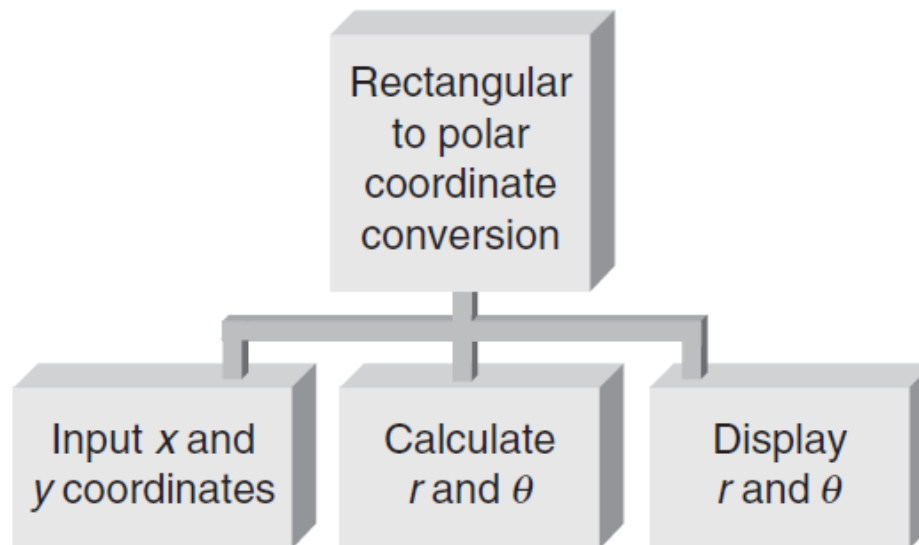 Rectangular
to polar
coordinate
conversion
Input x and
y coordinates
Calculate
r and θ
Display
r and θ